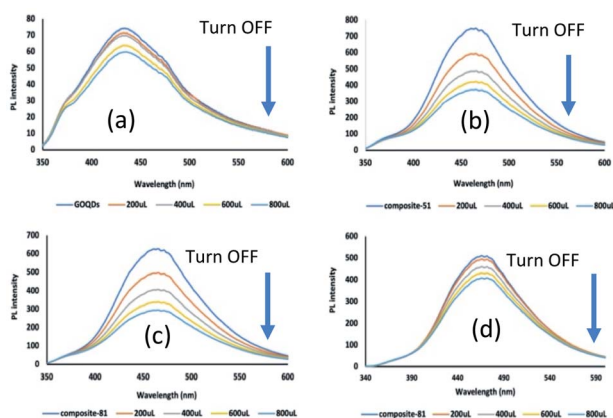 Turn OFF
(a)
PL intensity
80
70
60
50
40
30
20
10
0
350 400 450 500 550 600
Wavelength (nm)
GOQDs 200uL 400uL 600uL 800uL
Turn OFF
(b)
PL intensity
800
700
600
500
400
300
200
100
0
350 400 450 500 550 600
Wavelength (nm)
composite-51 200uL 400uL 600uL 800uL
Turn OFF
(c)
PL intensity
700
600
500
400
300
200
100
0
350 400 450 500 550 600
Wavelength (nm)
composite-81 200uL 400uL 600uL 800uL
Turn OFF
(d)
PL intensity
600
500
400
300
200
100
0
340 390 440 490 540 590
Wavelength (nm)
composite-81 200uL 400uL 600uL 800uL